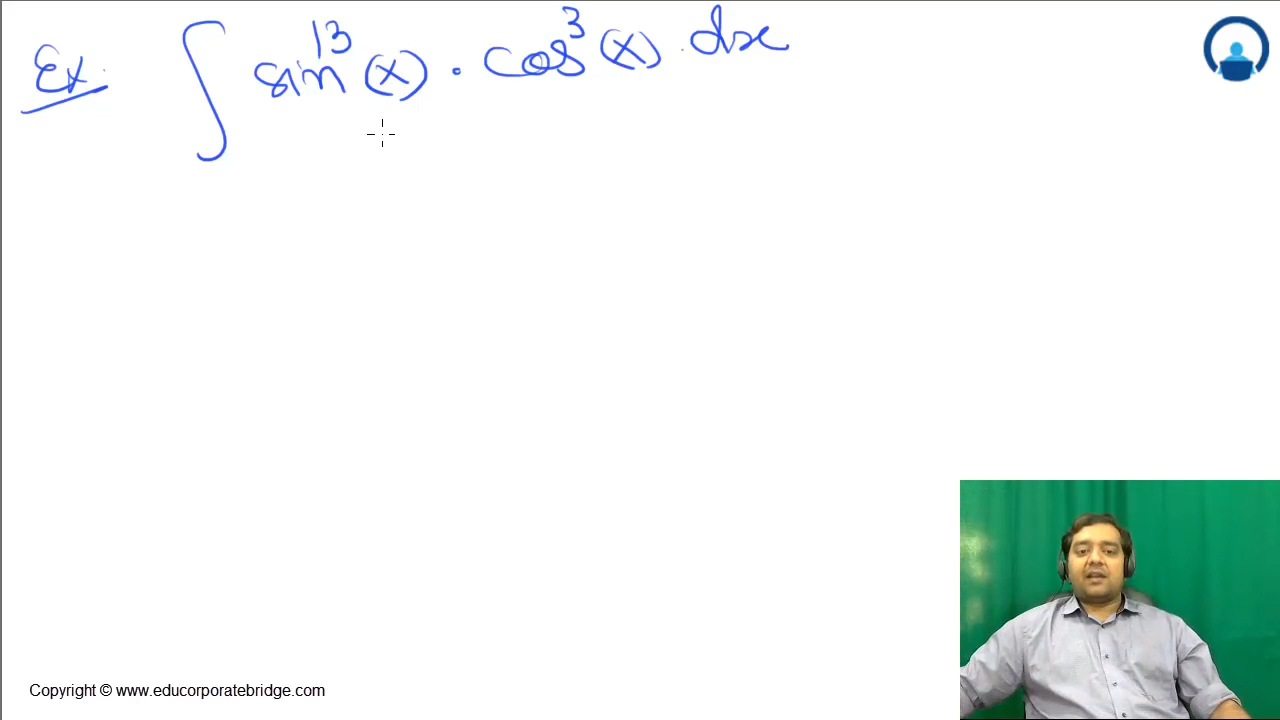 Ex. ∫ sin¹³(x) · cos³(x) · dx
Copyright © www.educorporatebridge.com